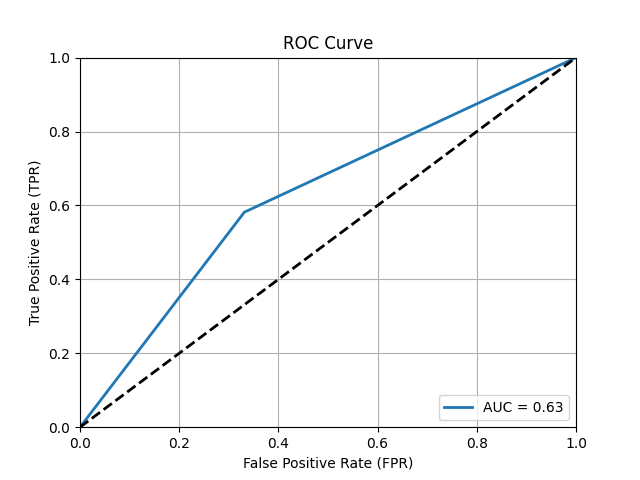 ROC Curve
True Positive Rate (TPR)
1.0
0.8
0.6
0.4
0.2
0.0
AUC = 0.63
0.0 0.2 0.4 0.6 0.8 1.0
False Positive Rate (FPR)